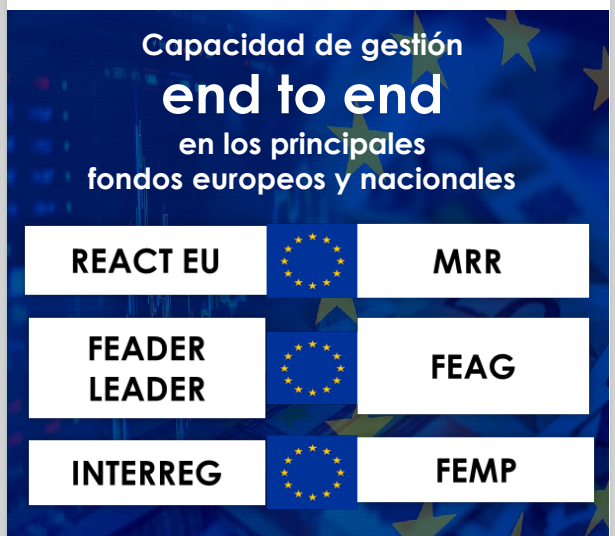 Capacidad de gestión
end to end
en los principales
fondos europeos y nacionales
REACT EU
MRR
FEADER
LEADER
FEAG
INTERREG
FEMP